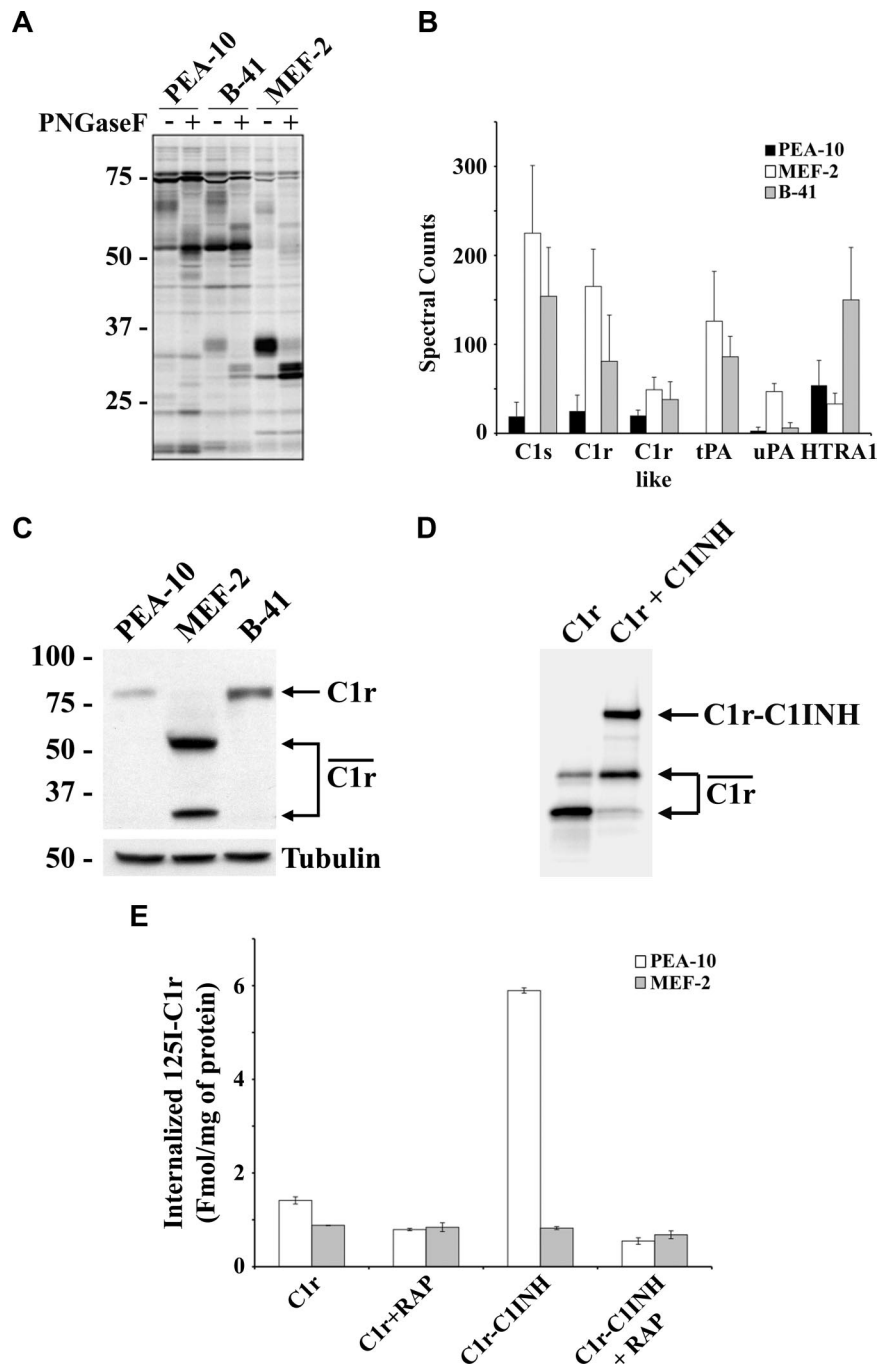 A
PEA-10 B-41 MEF-2
PNGaseF - + - + - +
75 -
50 -
37 -
25 -
B
PEA-10
MEF-2
B-41
Spectral Counts
300
200
100
0
C1s C1r C1r like tPA uPA HTRA1
C
PEA-10 MEF-2 B-41
100 -
75 -
50 -
37 -
C1r
C1r
50 -
Tubulin
D
C1r C1r + C1INH
C1r-C1INH
C1r
E
PEA-10
MEF-2
Internalized 125I-C1r
(Fmol/mg of protein)
6
4
2
0
C1r
C1r+RAP
C1r-C1INH
C1r-C1INH
+ RAP